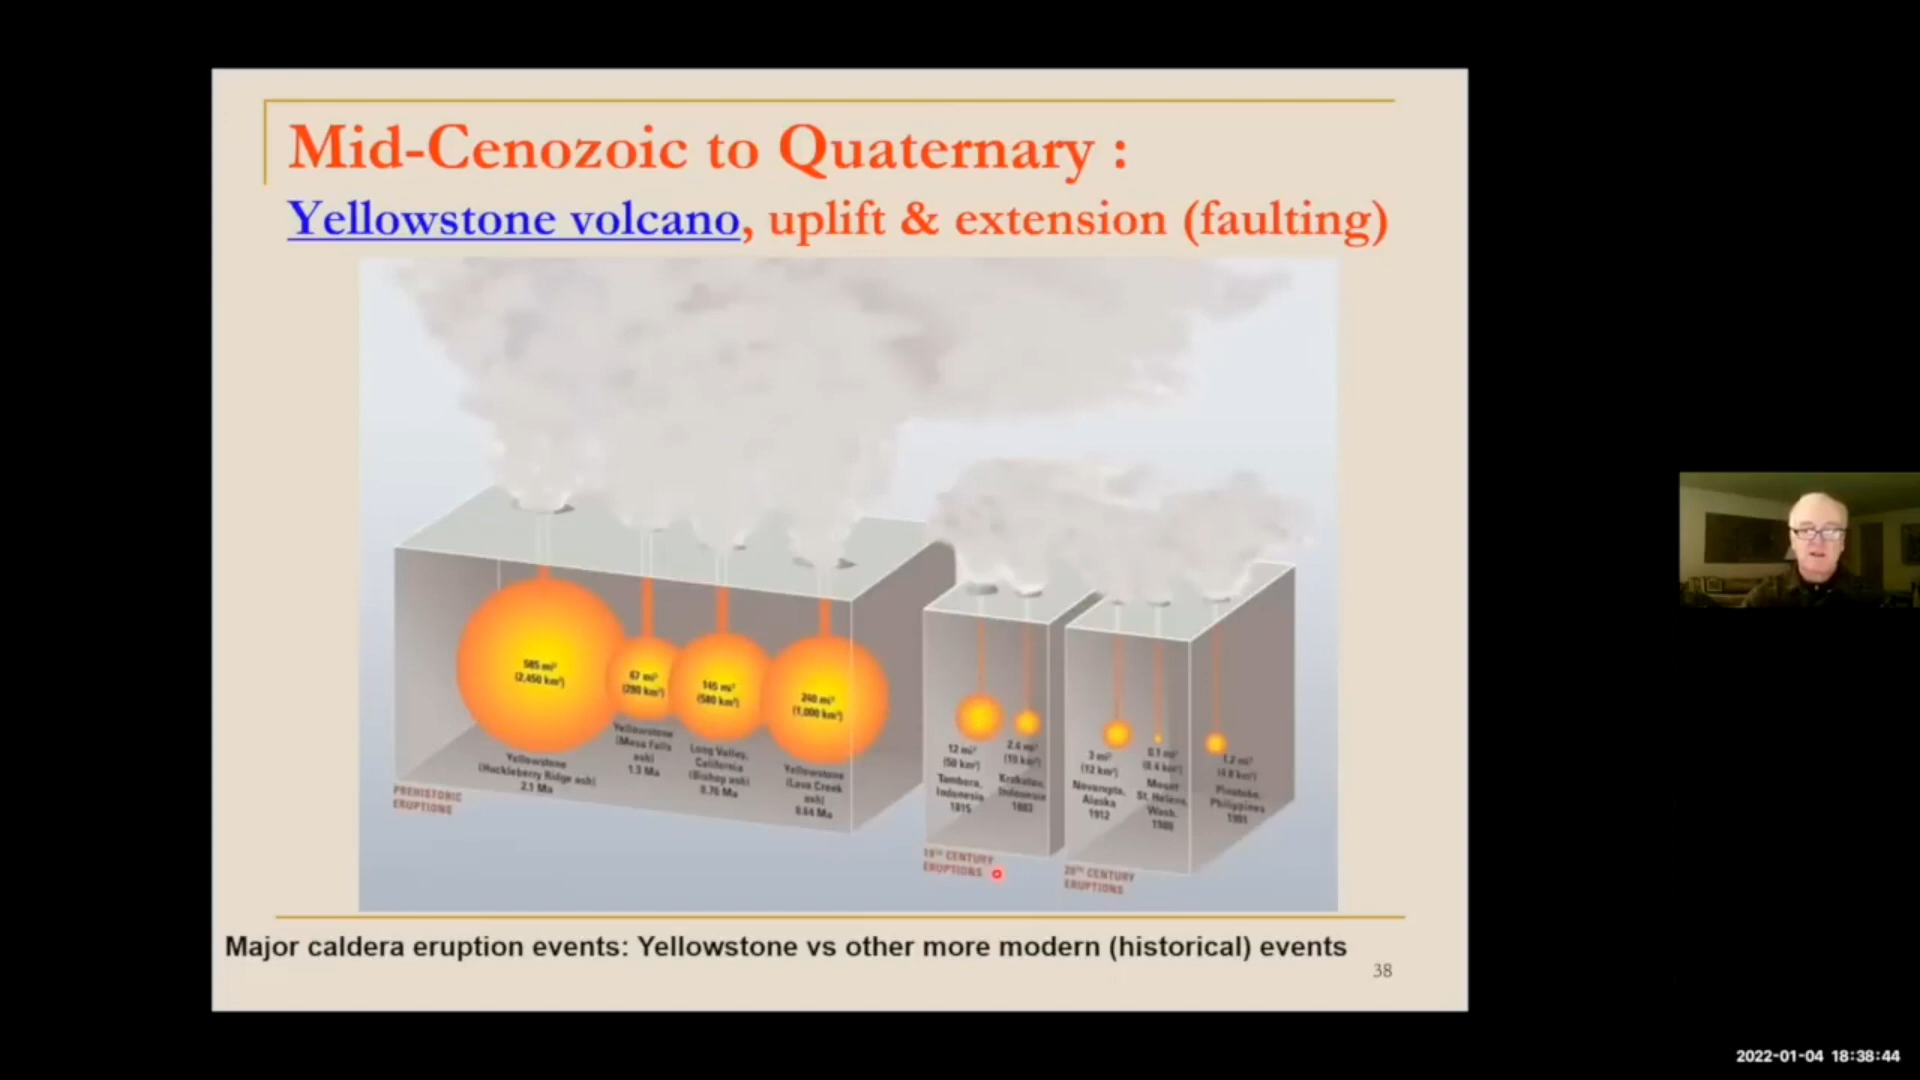 Mid-Cenozoic to Quaternary :
Yellowstone volcano, uplift & extension (faulting)
585 mi³
(2,450 km³)
67 mi³
(280 km³)
145 mi³
(580 km³)
240 mi³
(1,000 km³)
Yellowstone
(Huckleberry Ridge ash)
2.1 Ma
Yellowstone
(Mesa Falls
ash)
1.3 Ma
Long Valley,
California
(Bishop ash)
0.76 Ma
Yellowstone
(Lava Creek
ash)
0.64 Ma
PREHISTORIC
ERUPTIONS
12 mi³
(50 km³)
Tambora,
Indonesia
1815
2.4 mi³
(10 km³)
Krakatau,
Indonesia
1883
19TH CENTURY
ERUPTIONS
3 mi³
(12 km³)
Novarupta,
Alaska
1912
0.1 mi³
(0.4 km³)
Mount
St. Helens,
Wash.
1980
1.2 mi³
(4.8 km³)
Pinatubo,
Philippines
1991
20TH CENTURY
ERUPTIONS
Major caldera eruption events: Yellowstone vs other more modern (historical) events
38
2022-01-04 18:38:44